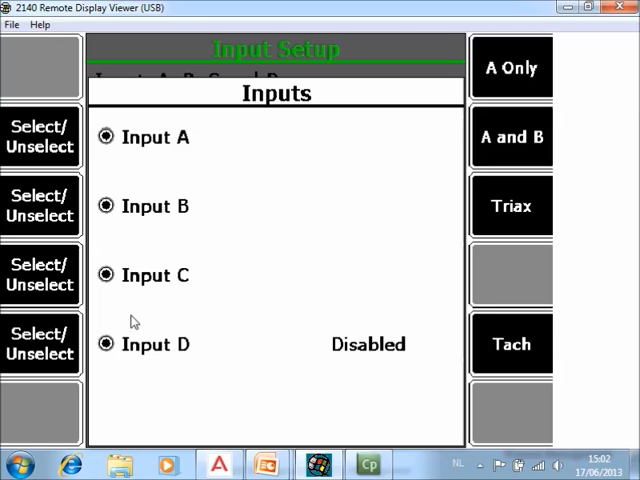 2140 Remote Display Viewer (USB)
File Help
Input Setup
Inputs
A Only
Select/
Unselect
Input A
A and B
Select/
Unselect
Input B
Triax
Select/
Unselect
Input C
Select/
Unselect
Input D
Disabled
Tach
Cp
NL
15:02
17/06/2013